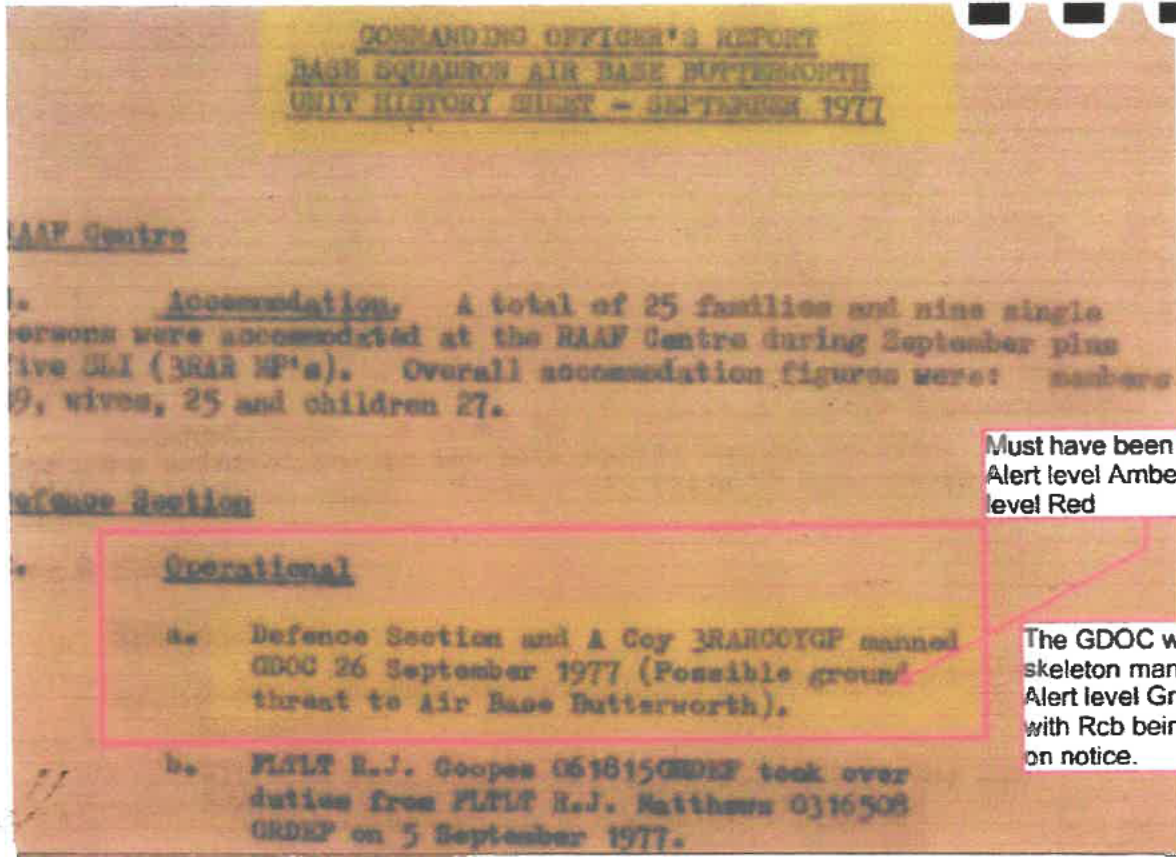 COMMANDING OFFICER'S REPORT
BASE SQUADRON AIR BASE BUTTERWORTH
UNIT HISTORY SHEET - SEPTEMBER 1977
AAF Centre
Accommodation. A total of 25 families and nine single
persons were accommodated at the RAAF Centre during September plus
five SLI (3RAR MP's). Overall accommodation figures were: members
9, wives, 25 and children 27.
efence Section
Operational
a. Defence Section and A Coy 3RARCOYGP manned
GDOC 26 September 1977 (Possible ground
threat to Air Base Butterworth).
b. FLTLT R.J. Coopes took over
duties from FLTLT R.J. Matthews 0316508
GRDEF on 5 September 1977.
Must have been
Alert level Ambe
level Red
The GDOC w
skeleton man
Alert level Gr
with Rcb bein
on notice.